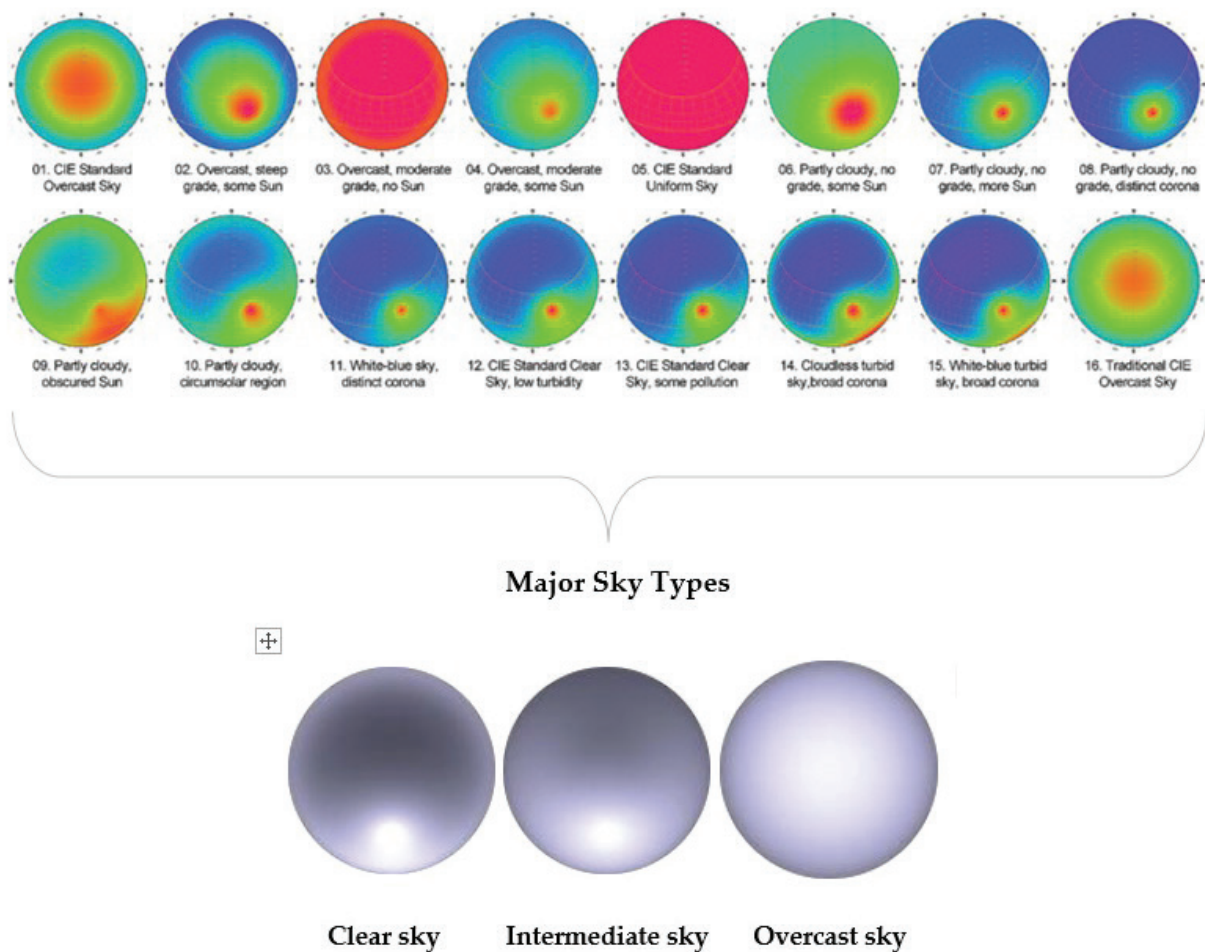 01. CIE Standard
Overcast Sky
02. Overcast, steep
grade, some Sun
03. Overcast, moderate
grade, no Sun
04. Overcast, moderate
grade, some Sun
05. CIE Standard
Uniform Sky
06. Partly cloudy, no
grade, some Sun
07. Partly cloudy, no
grade, more Sun
08. Partly cloudy, no
grade, distinct corona
09. Partly cloudy,
obscured Sun
10. Partly cloudy,
circumsolar region
11. White-blue sky,
distinct corona
12. CIE Standard Clear
Sky, low turbidity
13. CIE Standard Clear
Sky, some pollution
14. Cloudless turbid
sky,broad corona
15. White-blue turbid
sky, broad corona
16. Traditional CIE
Overcast Sky
Major Sky Types
Clear sky
Intermediate sky
Overcast sky